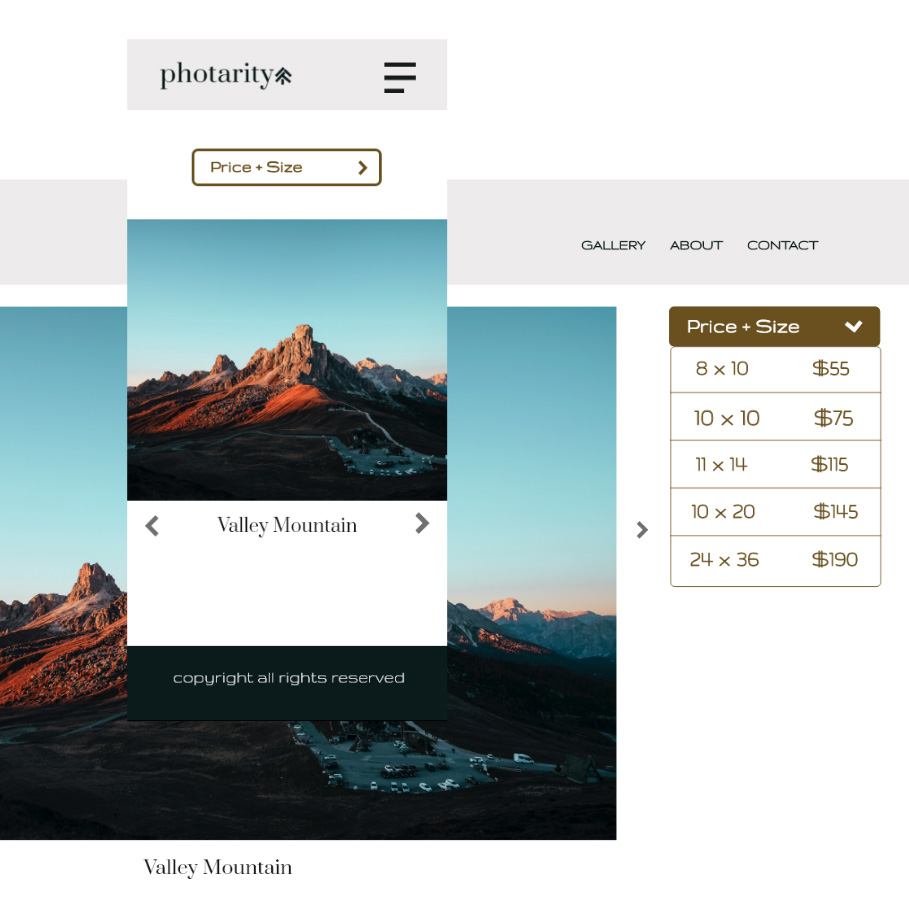 photarity
Price + Size
GALLERY ABOUT CONTACT
Price + Size
8 x 10 $55
10 x 10 $75
11 x 14 $115
10 x 20 $145
24 x 36 $190
Valley Mountain
copyright all rights reserved
Valley Mountain